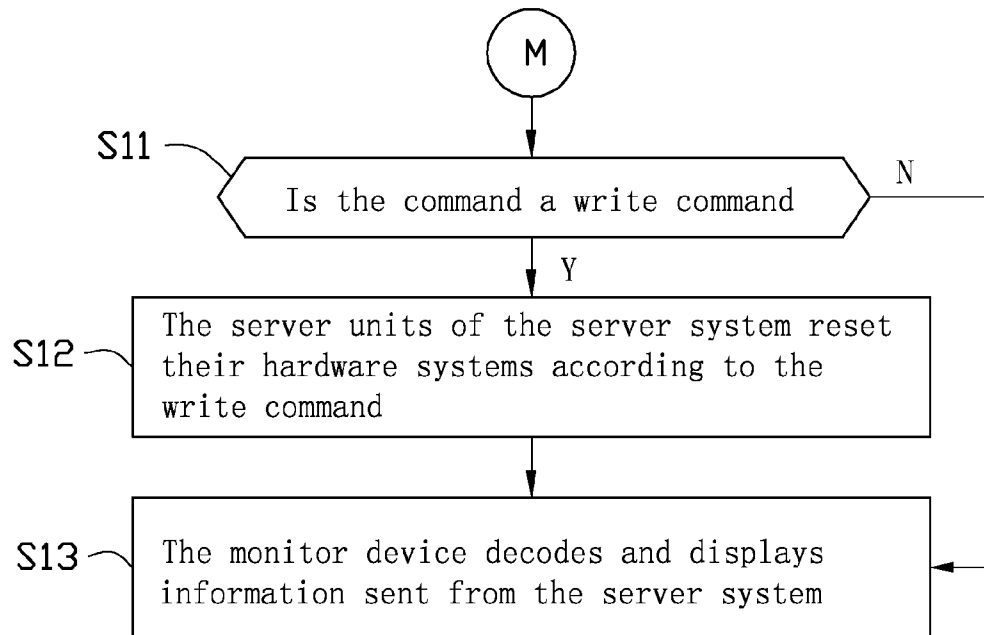 M
S11
Is the command a write command
N
Y
S12
The server units of the server system reset
their hardware systems according to the
write command
S13
The monitor device decodes and displays
information sent from the server system